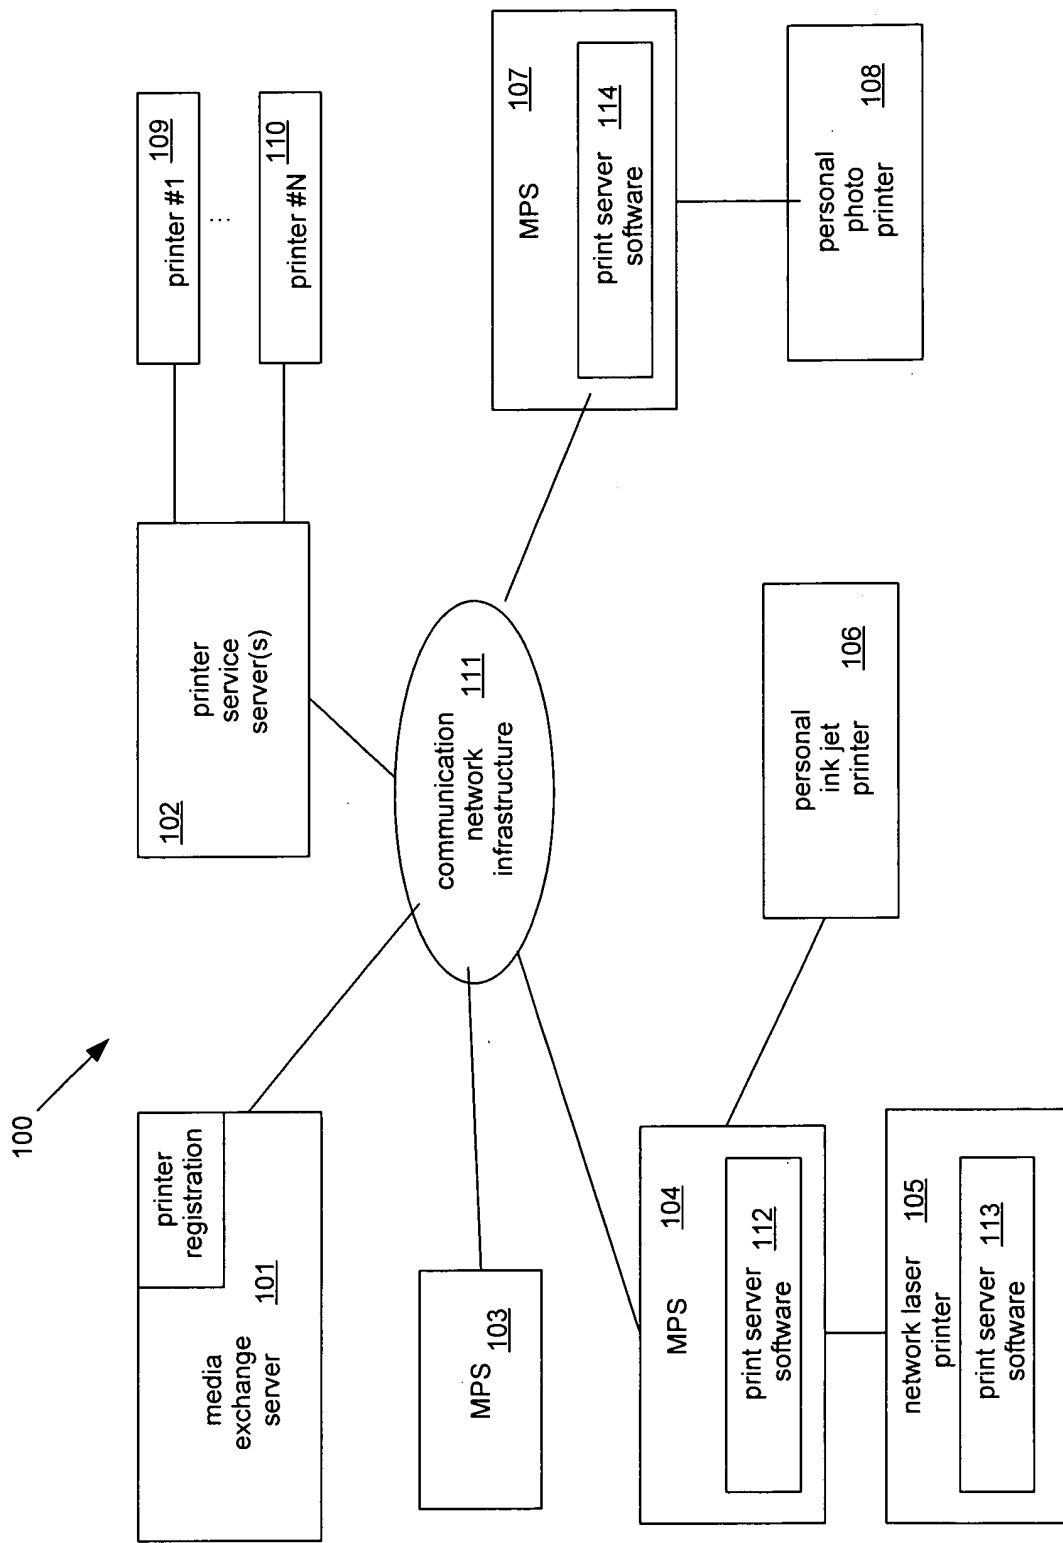 100
printer
registration
media
exchange
server
101
printer
service
server(s)
102
printer #1
109
...
printer #N
110
MPS
103
communication
network
infrastructure
111
MPS
107
print server
software
114
personal
photo
printer
108
MPS
104
print server
software
112
personal
ink jet
printer
106
network laser
printer
105
print server
software
113